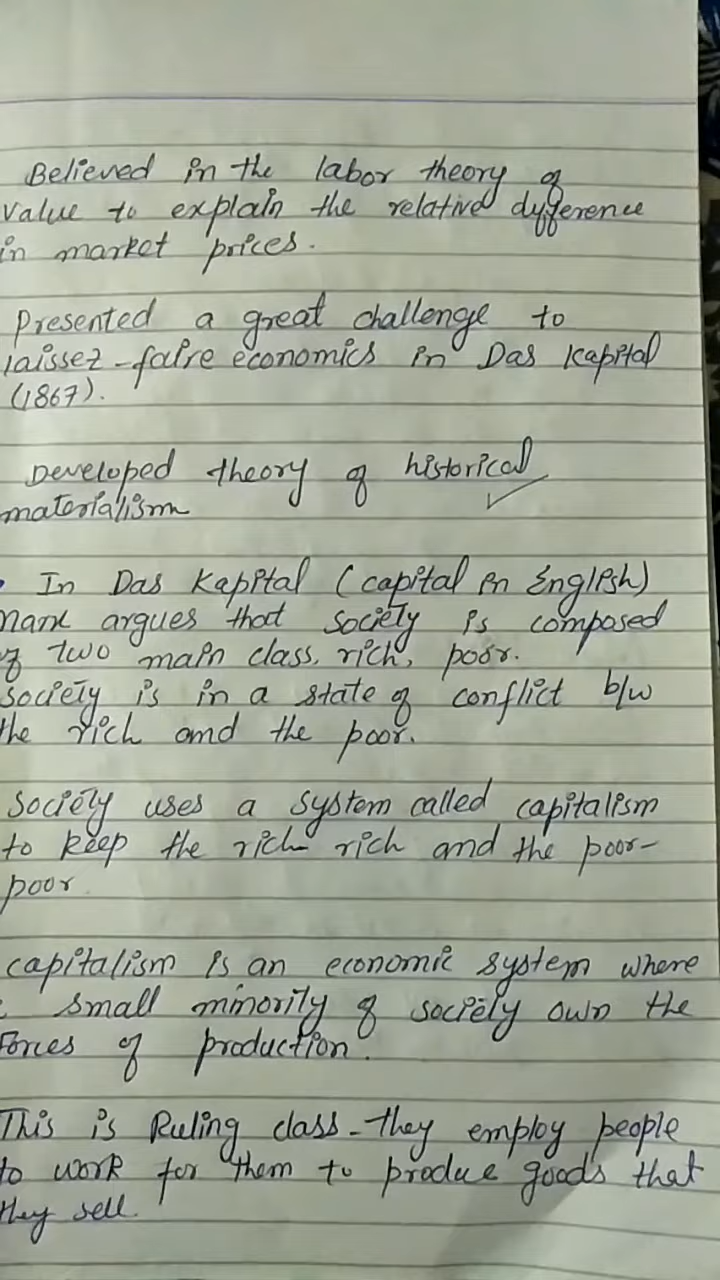 Believed in the labor theory of
value to explain the relative difference
in market prices.
Presented a great challenge to
laissez-faire economics in Das Kapital
(1867).
Developed theory of historical
materialism
In Das Kapital (capital in English)
Marx argues that society is composed
of two main class, rich, poor.
society is in a state of conflict b/w
the rich and the poor.
Society uses a system called capitalism
to keep the rich rich and the poor-
poor
capitalism is an economic system where
small minority of society own the
Forces of production.
This is Ruling class - they employ people
to work for them to produce goods that
they sell.